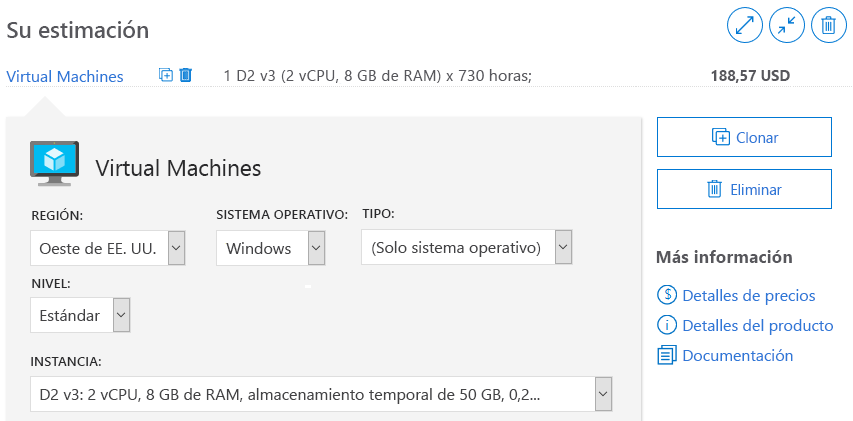 Su estimación
Virtual Machines 1 D2 v3 (2 vCPU, 8 GB de RAM) x 730 horas; 188,57 USD
Virtual Machines
REGIÓN: SISTEMA OPERATIVO: TIPO:
Oeste de EE. UU. Windows (Solo sistema operativo)
NIVEL:
Estándar
INSTANCIA:
D2 v3: 2 vCPU, 8 GB de RAM, almacenamiento temporal de 50 GB, 0,2...
Clonar
Eliminar
Más información
Detalles de precios
Detalles del producto
Documentación